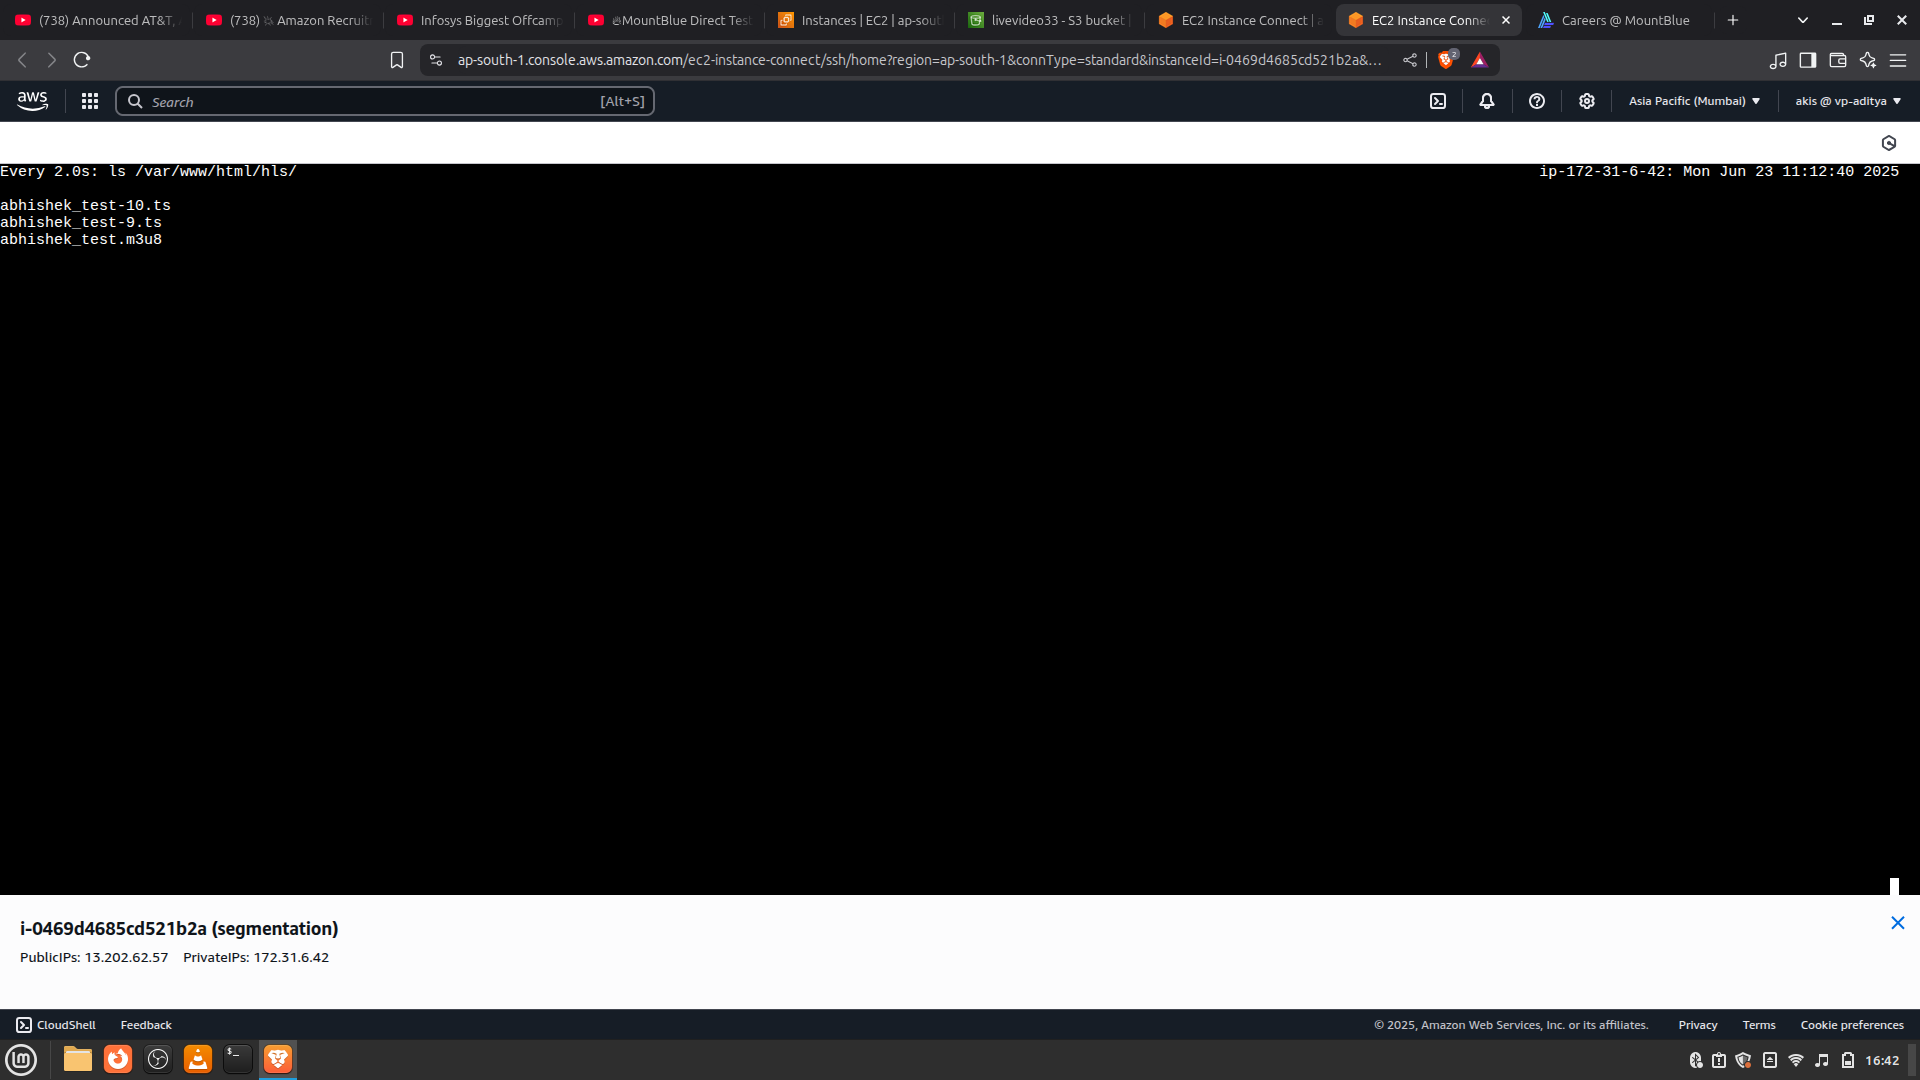 (738) Announced AT&T,
(738) 💥 Amazon Recruit
Infosys Biggest Offcamp
🔥MountBlue Direct Test
Instances | EC2 | ap-sout
livevideo33 - S3 bucket |
EC2 Instance Connect | a
EC2 Instance Conne
Careers @ MountBlue
ap-south-1.console.aws.amazon.com/ec2-instance-connect/ssh/home?region=ap-south-1&connType=standard&instanceId=i-0469d4685cd521b2a&...
2
aws
Search
[Alt+S]
Asia Pacific (Mumbai)
akis @ vp-aditya
Every 2.0s: ls /var/www/html/hls/
ip-172-31-6-42: Mon Jun 23 11:12:40 2025
abhishek_test-10.ts
abhishek_test-9.ts
abhishek_test.m3u8
i-0469d4685cd521b2a (segmentation)
PublicIPs: 13.202.62.57 PrivateIPs: 172.31.6.42
CloudShell
Feedback
© 2025, Amazon Web Services, Inc. or its affiliates.
Privacy
Terms
Cookie preferences
16:42